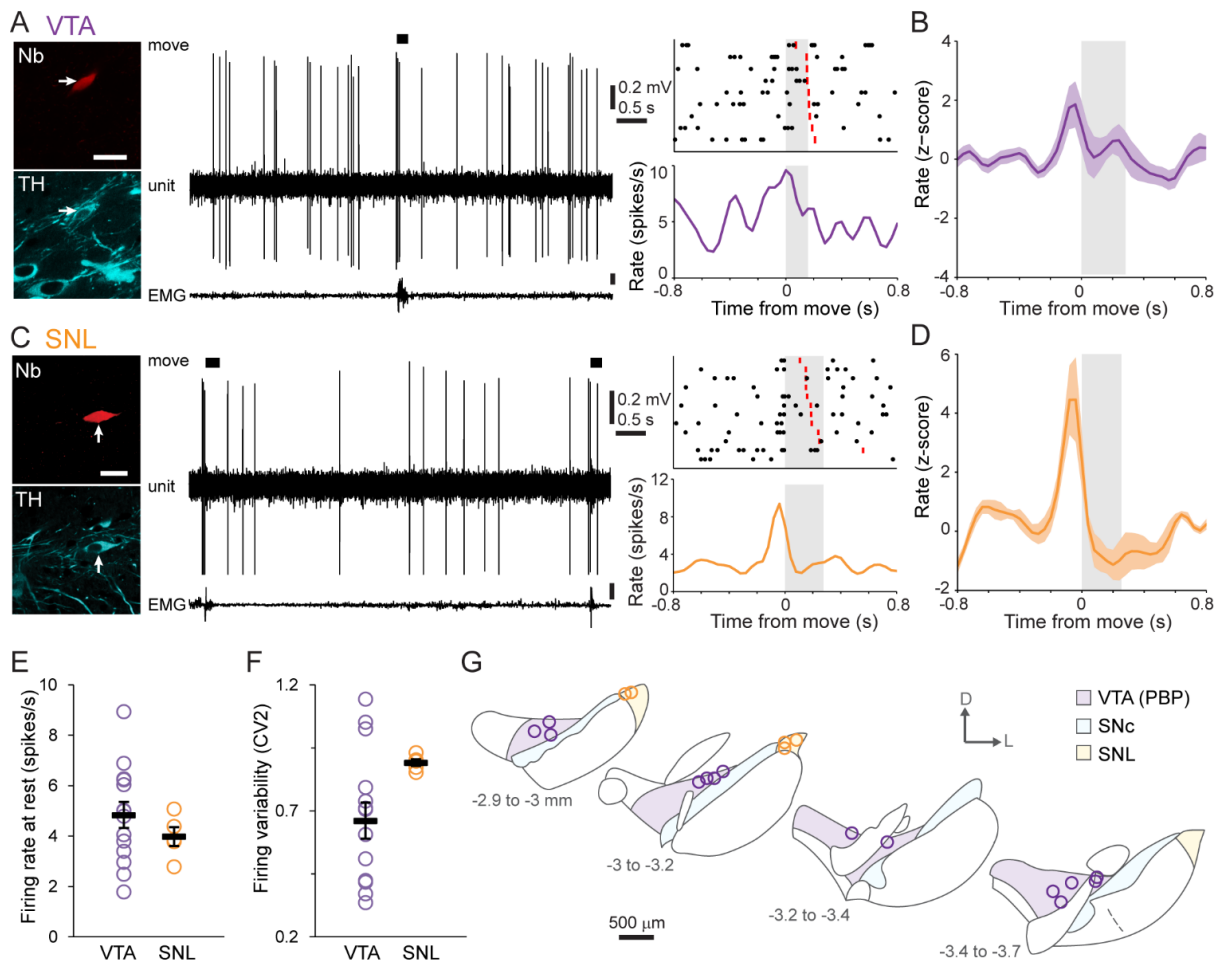 A VTA
Nb
TH
move
unit
EMG
0.2 mV
0.5 s
Rate (spikes/s)
10
5
0
-0.8
0
0.8
Time from move (s)
B
Rate (z−score)
4
2
0
-2
-4
-0.8
0
0.8
Time from move (s)
C SNL
Nb
TH
move
unit
EMG
0.2 mV
0.5 s
Rate (spikes/s)
12
8
4
0
-0.8
0
0.8
Time from move (s)
D
Rate (z-score)
6
4
2
0
-2
-0.8
0
0.8
Time from move (s)
E
Firing rate at rest (spikes/s)
10
8
6
4
2
0
VTA
SNL
F
Firing variability (CV2)
1.2
0.7
0.2
VTA
SNL
G
-2.9 to -3 mm
-3 to -3.2
-3.2 to -3.4
-3.4 to -3.7
500 μm
D
L
VTA (PBP)
SNc
SNL